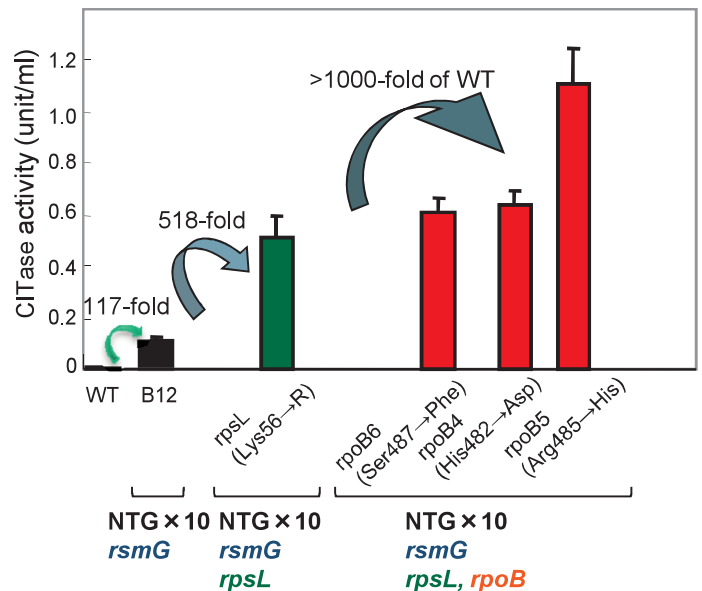 CITase activity (unit/ml)
1.2
1.0
0.8
0.6
0.4
0.2
0
>1000-fold of WT
518-fold
117-fold
WT
B12
rpsL
(Lys56→R)
rpoB6
(Ser487→Phe)
rpoB4
(His482→Asp)
rpoB5
(Arg485→His)
NTG × 10
rsmG
NTG × 10
rsmG
rpsL
NTG × 10
rsmG
rpsL, rpoB